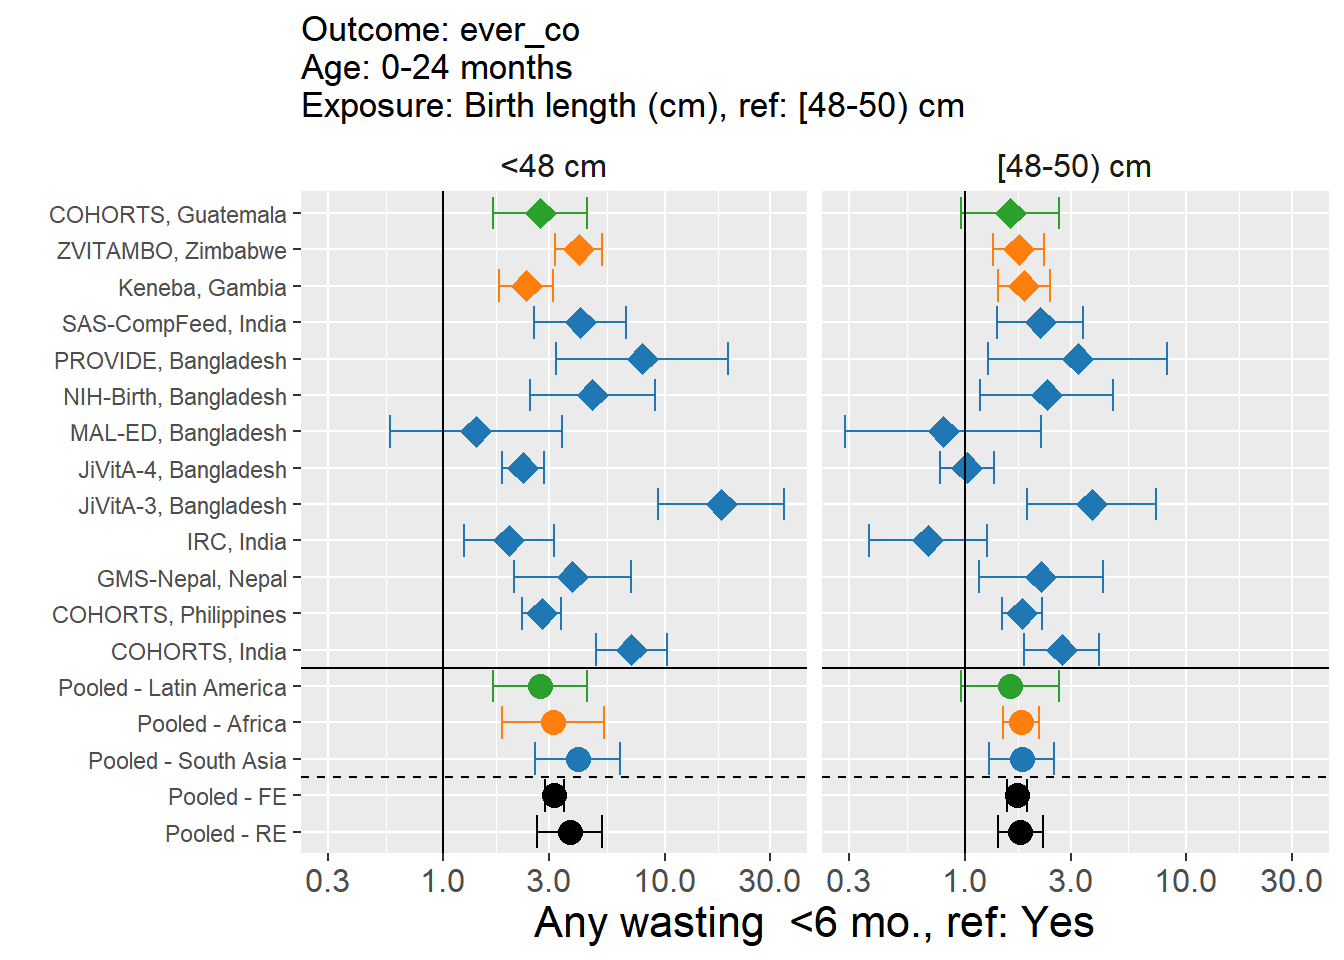 Outcome: ever_co
Age: 0-24 months
Exposure: Birth length (cm), ref: [48-50) cm
<48 cm
[48-50) cm
COHORTS, Guatemala
ZVITAMBO, Zimbabwe
Keneba, Gambia
SAS-CompFeed, India
PROVIDE, Bangladesh
NIH-Birth, Bangladesh
MAL-ED, Bangladesh
JiVitA-4, Bangladesh
JiVitA-3, Bangladesh
IRC, India
GMS-Nepal, Nepal
COHORTS, Philippines
COHORTS, India
Pooled - Latin America
Pooled - Africa
Pooled - South Asia
Pooled - FE
Pooled - RE
0.3 1.0 3.0 10.0 30.0 0.3 1.0 3.0 10.0 30.0
Any wasting  <6 mo., ref: Yes